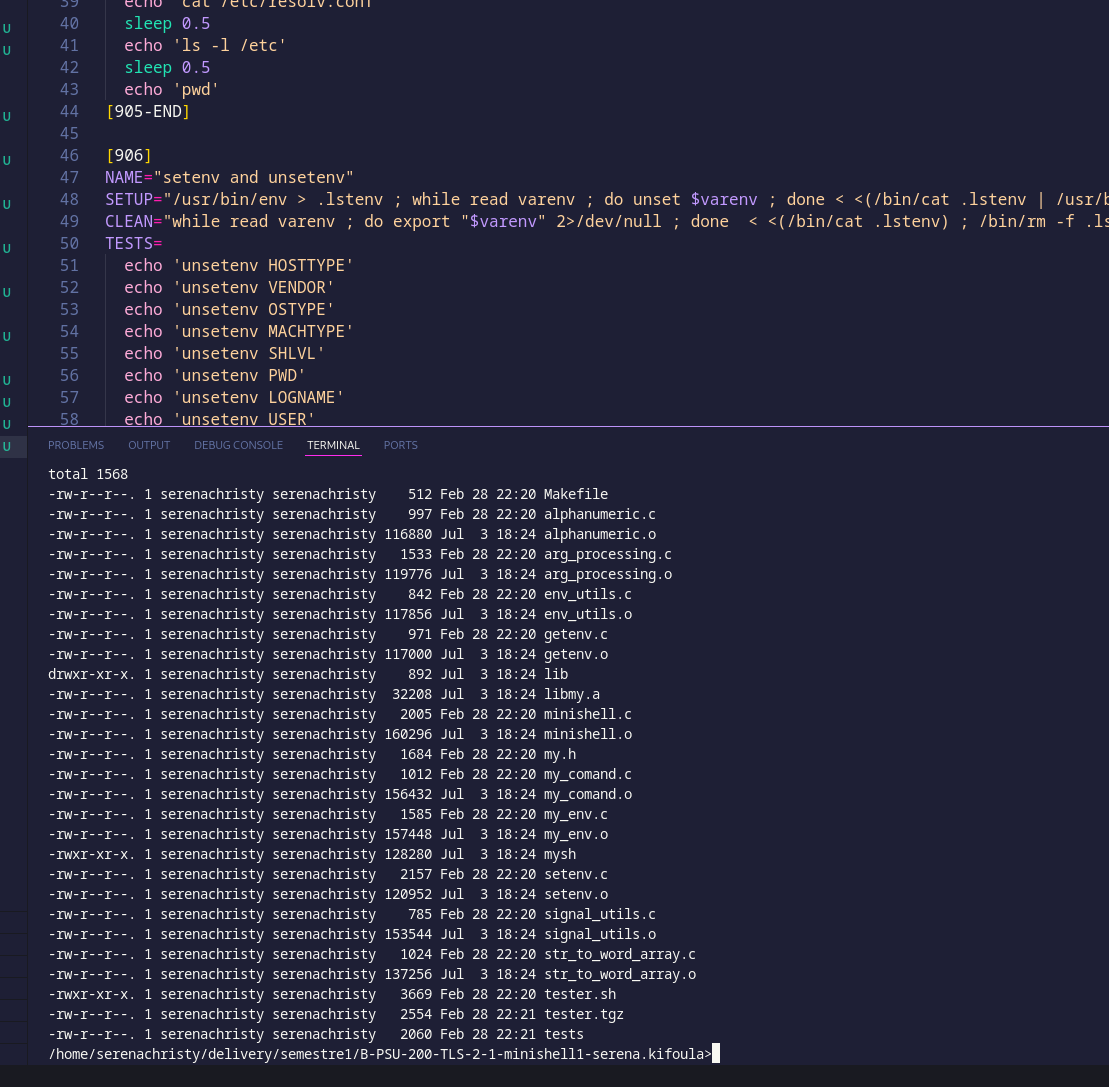 39 echo 'cat /etc/resolv.conf'
U 40 sleep 0.5
U 41 echo 'ls -l /etc'
42 sleep 0.5
43 echo 'pwd'
U 44 [905-END]
45
U 46 [906]
47 NAME="setenv and unsetenv"
U 48 SETUP="/usr/bin/env > .lstenv ; while read varenv ; do unset $varenv ; done < <(/bin/cat .lstenv | /usr/b
49 CLEAN="while read varenv ; do export "$varenv" 2>/dev/null ; done  < <(/bin/cat .lstenv) ; /bin/rm -f .ls
U 50 TESTS=
51 echo 'unsetenv HOSTTYPE'
U 52 echo 'unsetenv VENDOR'
53 echo 'unsetenv OSTYPE'
U 54 echo 'unsetenv MACHTYPE'
55 echo 'unsetenv SHLVL'
U 56 echo 'unsetenv PWD'
U 57 echo 'unsetenv LOGNAME'
U 58 echo 'unsetenv USER'
U PROBLEMS OUTPUT DEBUG CONSOLE TERMINAL PORTS
total 1568
-rw-r--r--. 1 serenachristy serenachristy    512 Feb 28 22:20 Makefile
-rw-r--r--. 1 serenachristy serenachristy    997 Feb 28 22:20 alphanumeric.c
-rw-r--r--. 1 serenachristy serenachristy 116880 Jul  3 18:24 alphanumeric.o
-rw-r--r--. 1 serenachristy serenachristy   1533 Feb 28 22:20 arg_processing.c
-rw-r--r--. 1 serenachristy serenachristy 119776 Jul  3 18:24 arg_processing.o
-rw-r--r--. 1 serenachristy serenachristy    842 Feb 28 22:20 env_utils.c
-rw-r--r--. 1 serenachristy serenachristy 117856 Jul  3 18:24 env_utils.o
-rw-r--r--. 1 serenachristy serenachristy    971 Feb 28 22:20 getenv.c
-rw-r--r--. 1 serenachristy serenachristy 117000 Jul  3 18:24 getenv.o
drwxr-xr-x. 1 serenachristy serenachristy    892 Jul  3 18:24 lib
-rw-r--r--. 1 serenachristy serenachristy  32208 Jul  3 18:24 libmy.a
-rw-r--r--. 1 serenachristy serenachristy   2005 Feb 28 22:20 minishell.c
-rw-r--r--. 1 serenachristy serenachristy 160296 Jul  3 18:24 minishell.o
-rw-r--r--. 1 serenachristy serenachristy   1684 Feb 28 22:20 my.h
-rw-r--r--. 1 serenachristy serenachristy   1012 Feb 28 22:20 my_comand.c
-rw-r--r--. 1 serenachristy serenachristy 156432 Jul  3 18:24 my_comand.o
-rw-r--r--. 1 serenachristy serenachristy   1585 Feb 28 22:20 my_env.c
-rw-r--r--. 1 serenachristy serenachristy 157448 Jul  3 18:24 my_env.o
-rwxr-xr-x. 1 serenachristy serenachristy 128280 Jul  3 18:24 mysh
-rw-r--r--. 1 serenachristy serenachristy   2157 Feb 28 22:20 setenv.c
-rw-r--r--. 1 serenachristy serenachristy 120952 Jul  3 18:24 setenv.o
-rw-r--r--. 1 serenachristy serenachristy    785 Feb 28 22:20 signal_utils.c
-rw-r--r--. 1 serenachristy serenachristy 153544 Jul  3 18:24 signal_utils.o
-rw-r--r--. 1 serenachristy serenachristy   1024 Feb 28 22:20 str_to_word_array.c
-rw-r--r--. 1 serenachristy serenachristy 137256 Jul  3 18:24 str_to_word_array.o
-rwxr-xr-x. 1 serenachristy serenachristy   3669 Feb 28 22:20 tester.sh
-rw-r--r--. 1 serenachristy serenachristy   2554 Feb 28 22:21 tester.tgz
-rw-r--r--. 1 serenachristy serenachristy   2060 Feb 28 22:21 tests
/home/serenachristy/delivery/semestre1/B-PSU-200-TLS-2-1-minishell1-serena.kifoula>